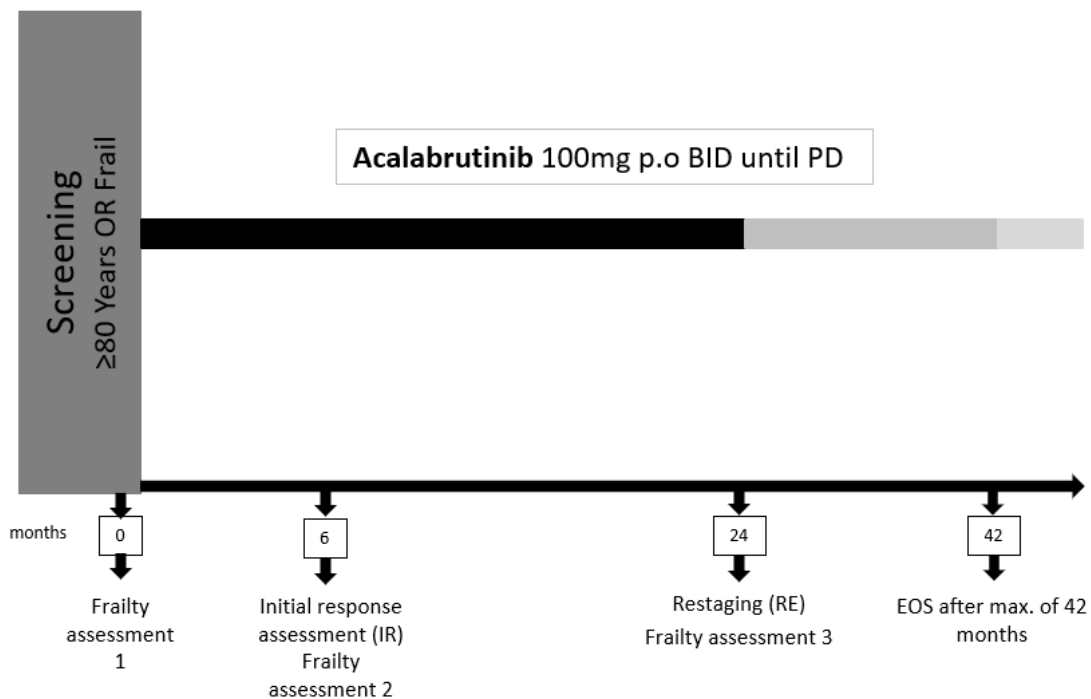 Screening
≥80 Years OR Frail
Acalabrutinib 100mg p.o BID until PD
months
0
6
24
42
Frailty
assessment
1
Initial response
assessment (IR)
Frailty
assessment 2
Restaging (RE)
Frailty assessment 3
EOS after max. of 42
months